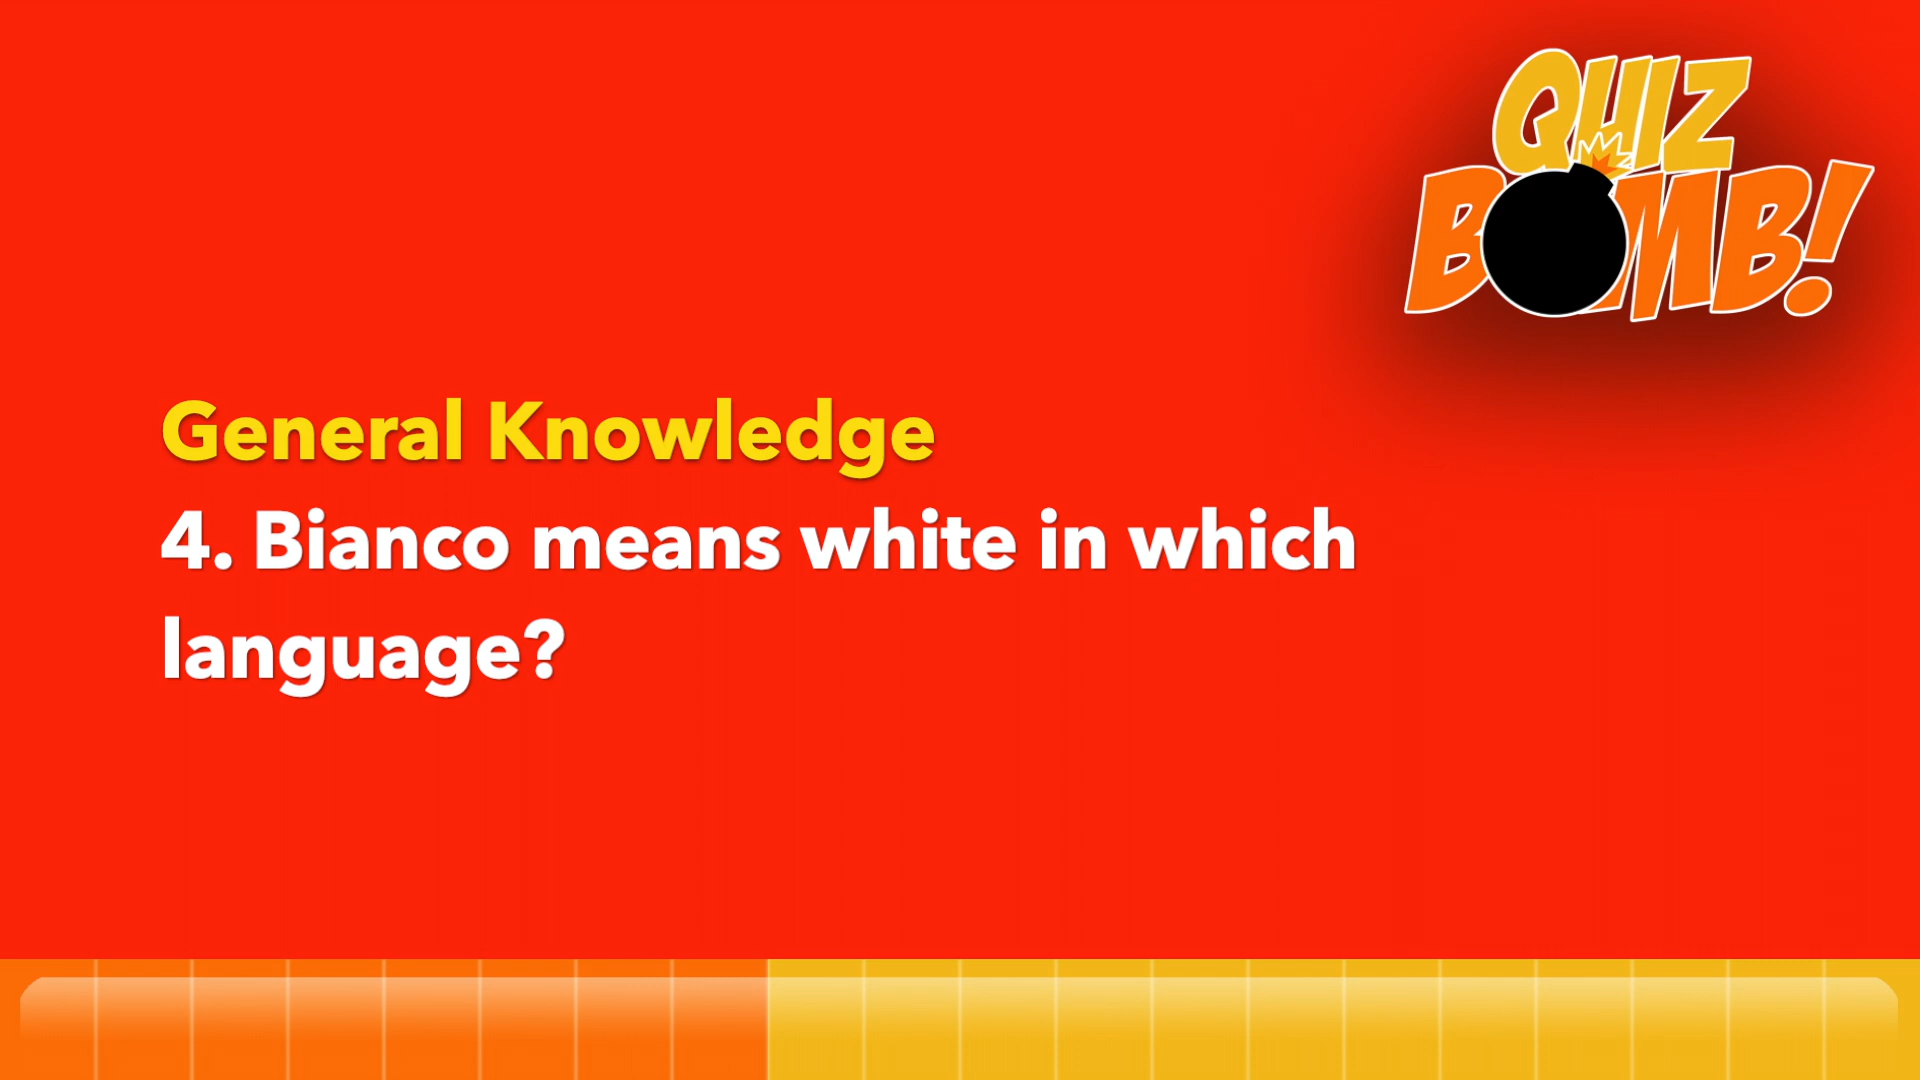 QUIZ
BOMB!
General Knowledge
4. Bianco means white in which
language?